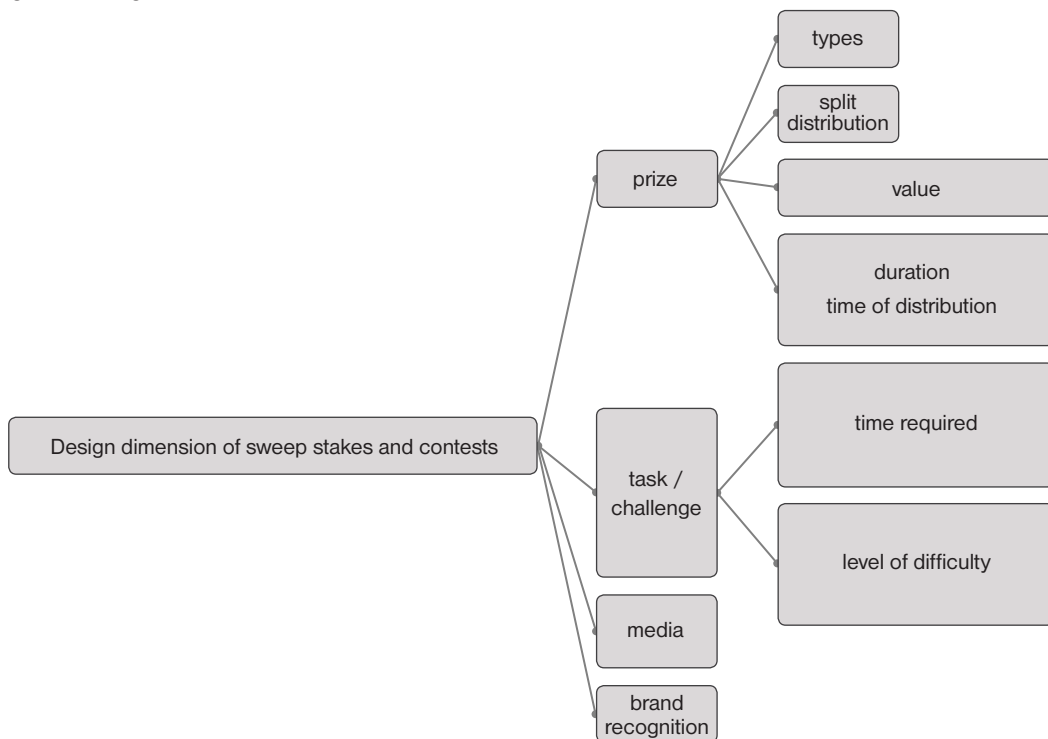 types
split
distribution
prize
value
duration
time of distribution
Design dimension of sweep stakes and contests
task /
challenge
time required
level of difficulty
media
brand
recognition